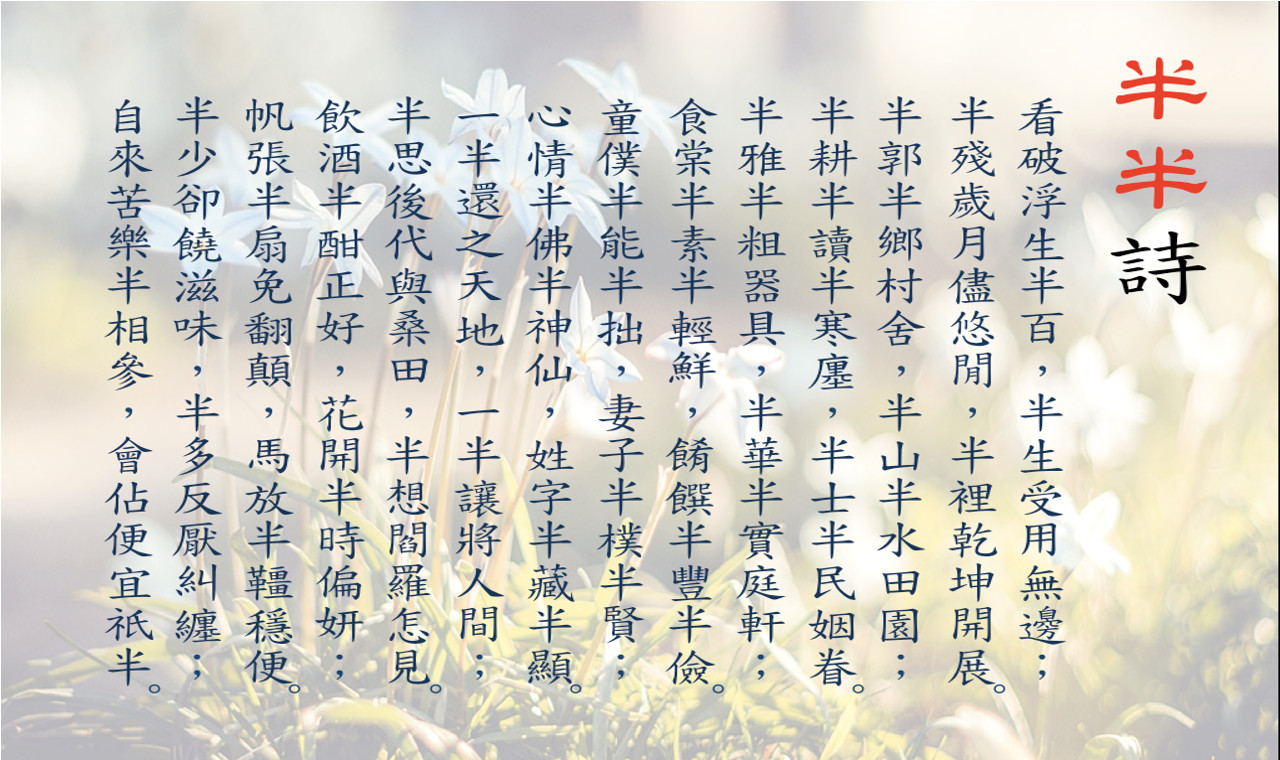 半半詩
看破浮生半百，半生受用無邊；
半殘歲月儘悠閒，半裡乾坤開展。
半郭半鄉村舍，半山半水田園；
半耕半讀半寒廛，半士半民姻眷。
半雅半粗器具，半華半實庭軒；
食棠半素半輕鮮，餚饌半豐半儉。
童僕半能半拙，妻子半樸半賢；
心情半佛半神仙，姓字半藏半顯。
一半還之天地，一半讓將人間；
半思後代與桑田，半想閻羅怎見。
飲酒半酣正好，花開半時偏妍；
帆張半扇免翻顛，馬放半韁穩便。
半少卻饒滋味，半多反厭糾纏；
自來苦樂半相參，會佔便宜祇半。